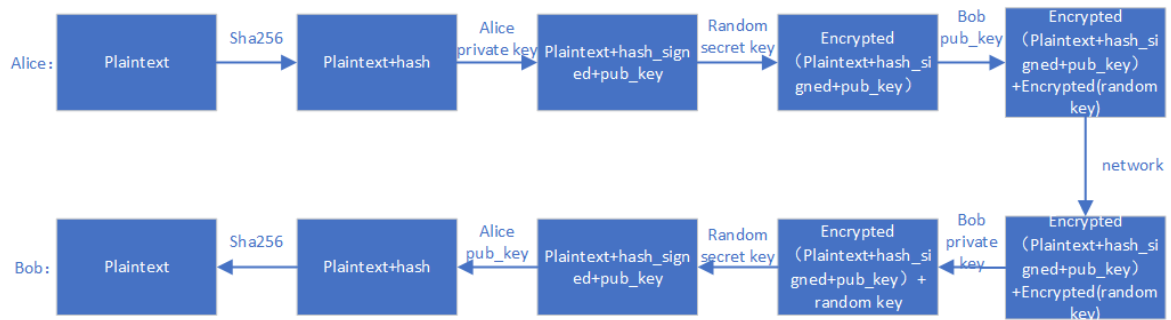 Alice：
Plaintext
Sha256
Plaintext+hash
Alice
private key
Plaintext+hash_sign
ed+pub_key
Random
secret key
Encrypted
（Plaintext+hash_si
gned+pub_key）
Bob
pub_key
Encrypted
（Plaintext+hash_si
gned+pub_key）
+Encrypted(random
key)
network
Bob：
Plaintext
Sha256
Plaintext+hash
Alice
pub_key
Plaintext+hash_sign
ed+pub_key
Random
secret key
Encrypted
（Plaintext+hash_si
gned+pub_key）+
random key
Bob
private
key
Encrypted
（Plaintext+hash_si
gned+pub_key）
+Encrypted(random
key)